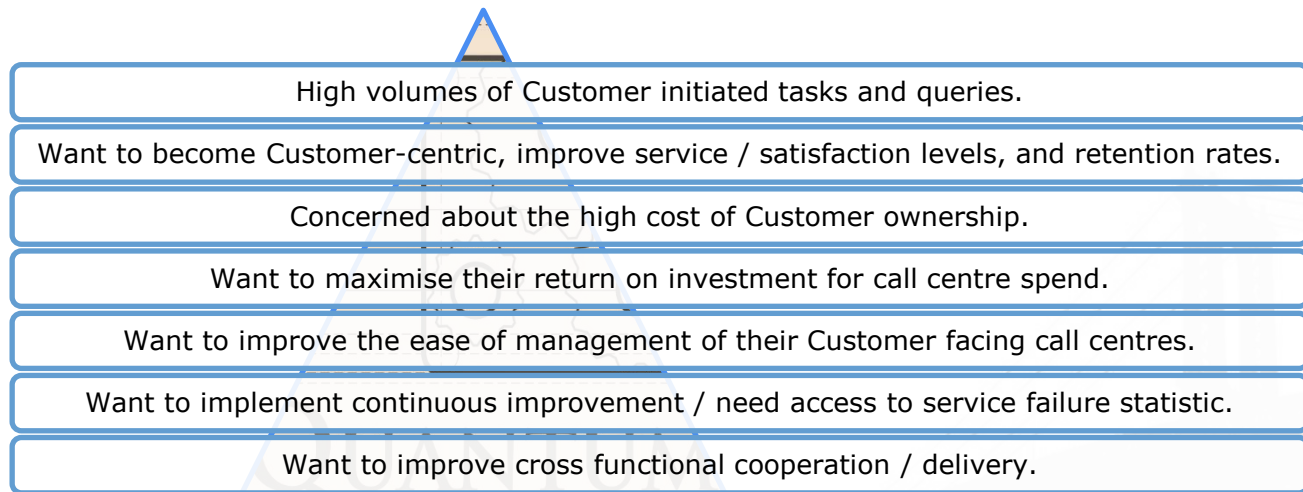 High volumes of Customer initiated tasks and queries.
Want to become Customer-centric, improve service / satisfaction levels, and retention rates.
Concerned about the high cost of Customer ownership.
Want to maximise their return on investment for call centre spend.
Want to improve the ease of management of their Customer facing call centres.
Want to implement continuous improvement / need access to service failure statistic.
QUANTUM
Want to improve cross functional cooperation / delivery.